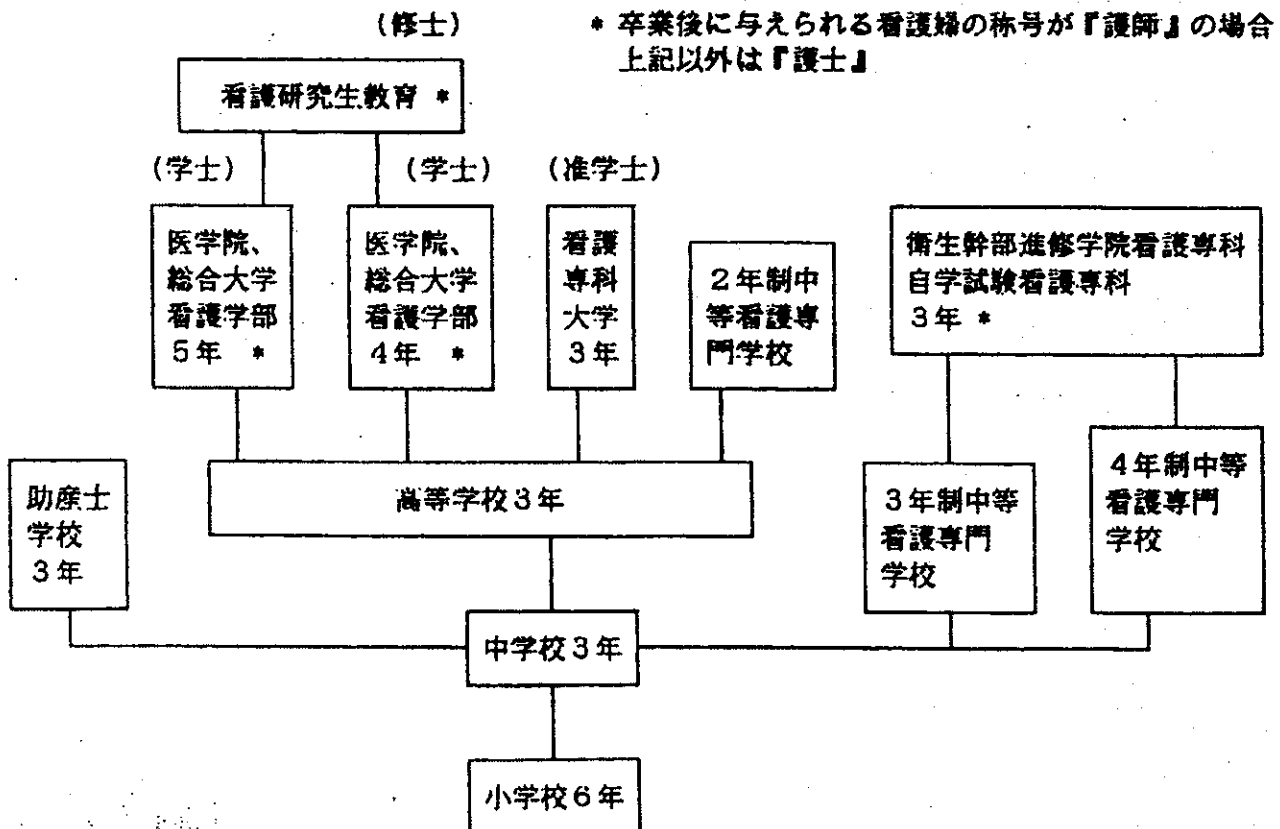 (修士)
* 卒業後に与えられる看護婦の称号が『護師』の場合
上記以外は『護士』
看護研究生教育 *
(学士)
(学士)
(准学士)
医学院、
総合大学
看護学部
5年 *
医学院、
総合大学
看護学部
4年 *
看護
専科
大学
3年
2年制中
等看護専
門学校
衛生幹部進修学院看護専科
自学試験看護専科
3年 *
助産士
学校
3年
高等学校3年
3年制中等
看護専門
学校
4年制中等
看護専門
学校
中学校3年
小学校6年